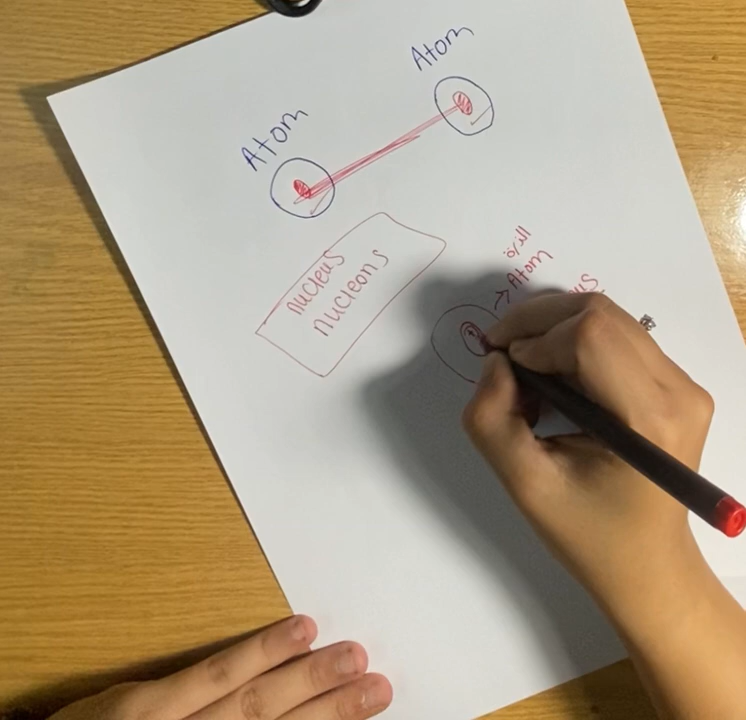 Atom
Atom
nucleus
nucleons
الذرة
Atom